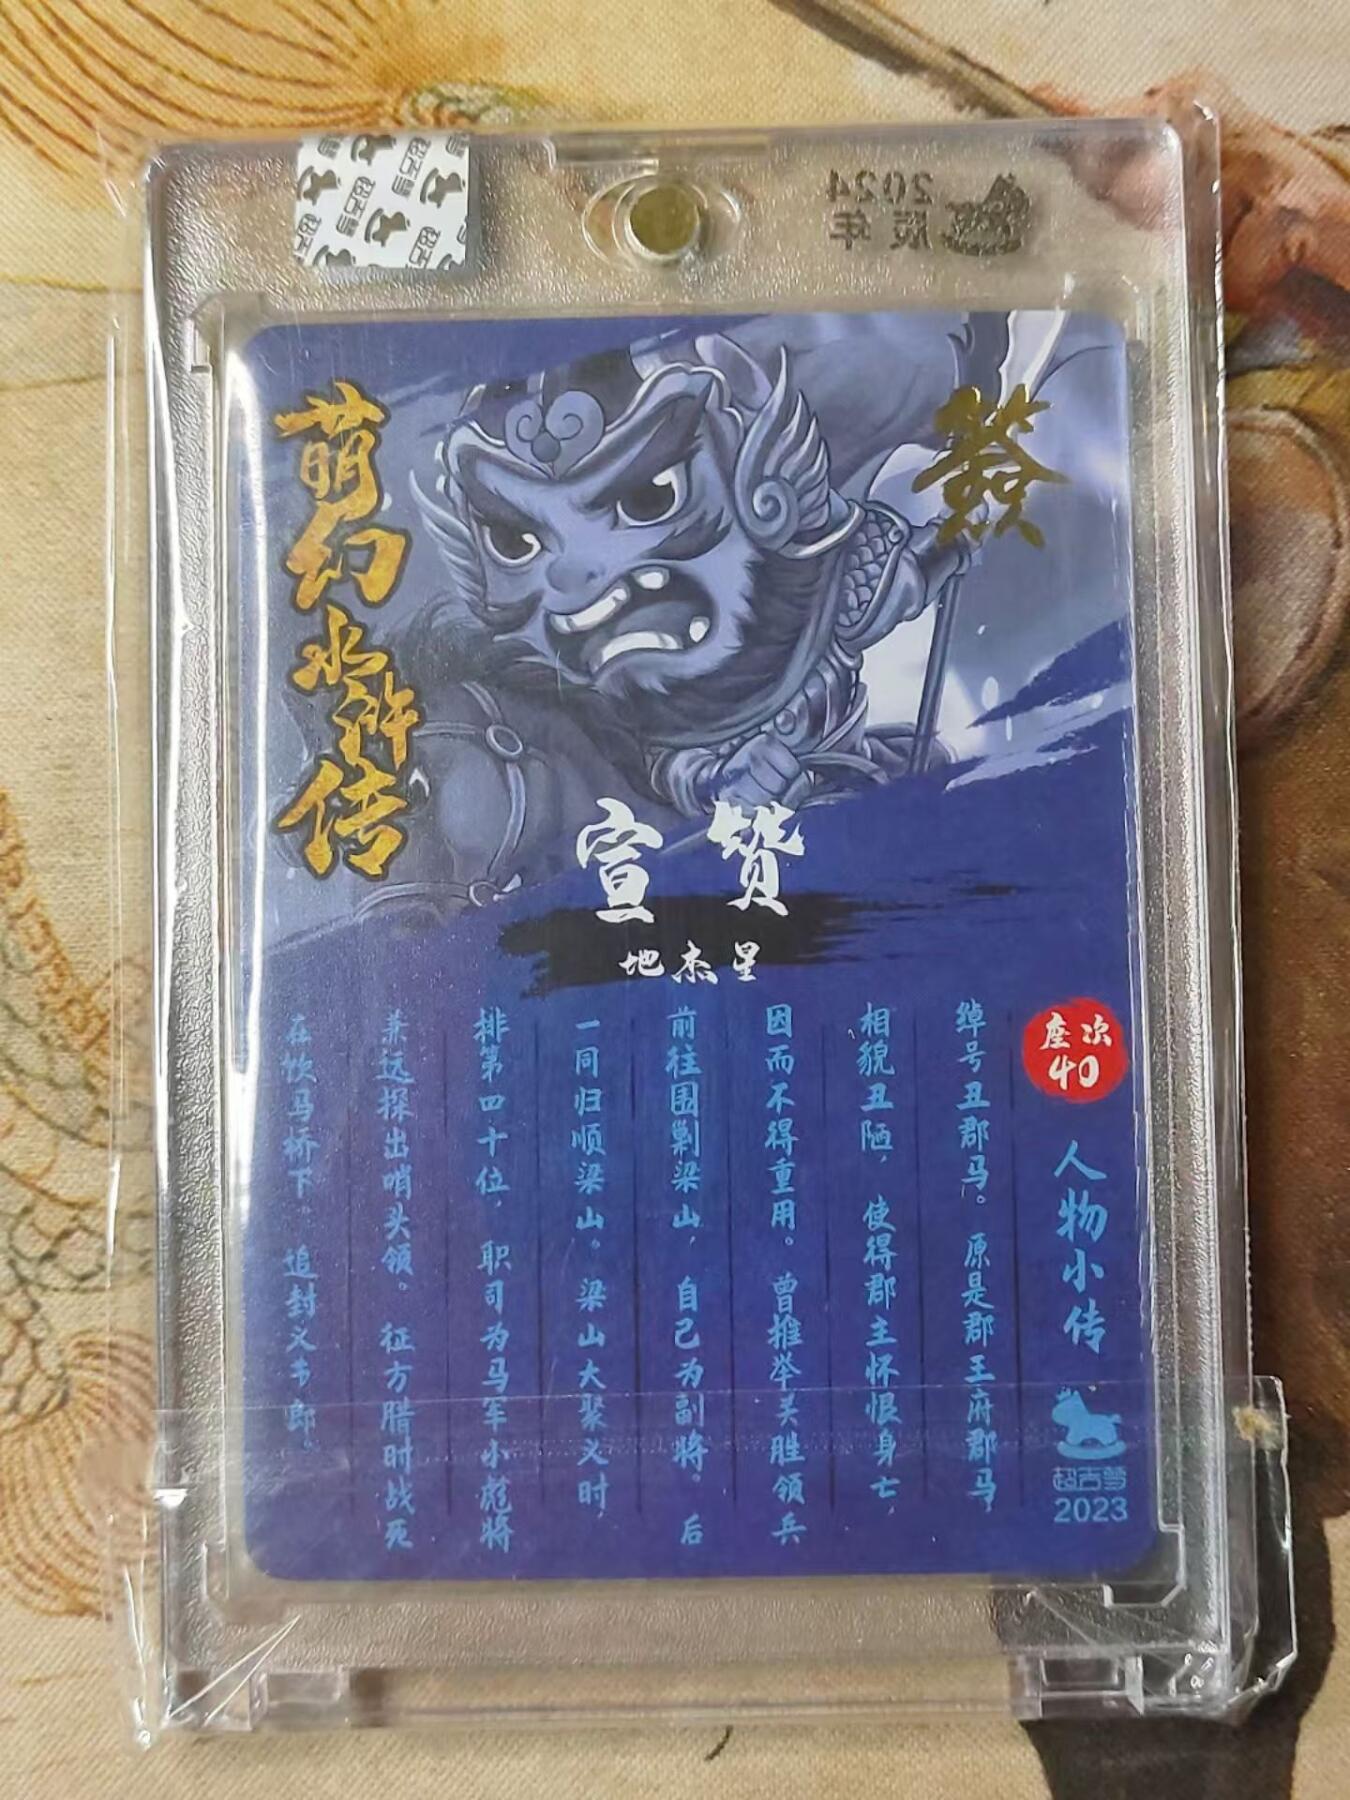 2024
辰年
超古梦
萌幻水浒传
宣赞
地杰星
座次
40
人物小传
绰号丑郡马。原是郡王府郡马,
相貌丑陋,使得郡主怀恨身亡,
因而不得重用。曾推举关胜领兵
前往围剿梁山,自己为副将。后
一同归顺梁山。梁山大聚义时,
排第四十位,职司为马军小彪将
兼远探出哨头领。征方腊时战死
在饮马桥下。追封义节郎。
超古梦
2023